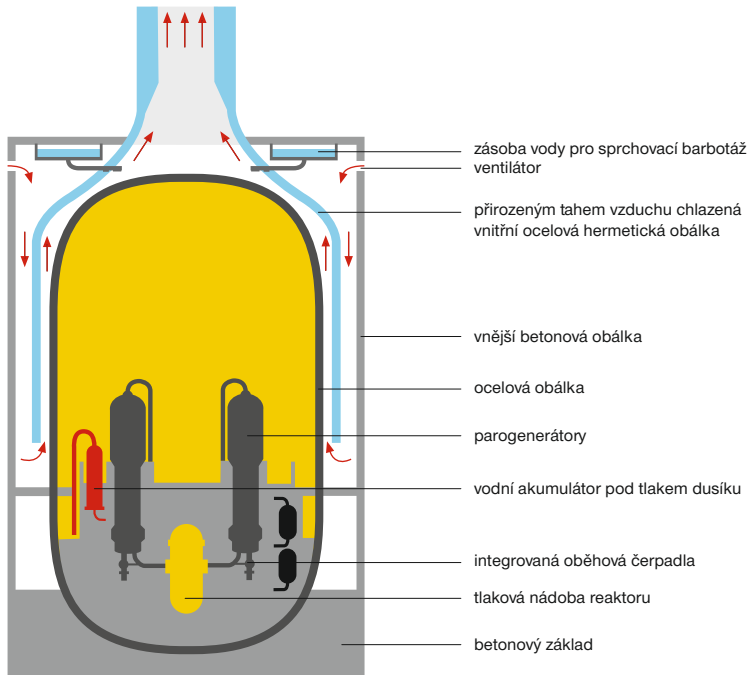 zásoba vody pro sprchovací barbotáž
ventilátor
přirozeným tahem vzduchu chlazená
vnitřní ocelová hermetická obálka
vnější betonová obálka
ocelová obálka
parogenerátory
vodní akumulátor pod tlakem dusíku
integrovaná oběhová čerpadla
tlaková nádoba reaktoru
betonový základ